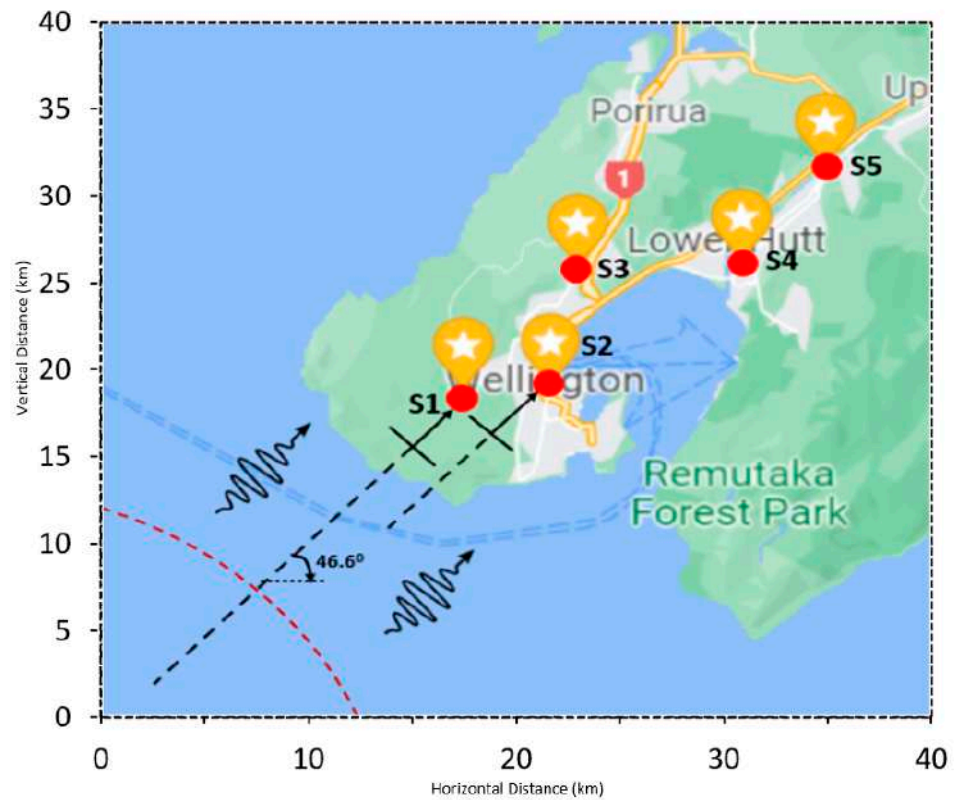 40
35
30
25
20
15
10
5
0
Vertical Distance (km)
0
10
20
30
40
Horizontal Distance (km)
Porirua
Up
1
S5
Lower Hutt
S4
S3
S2
Wellington
S1
Remutaka
Forest Park
46.6⁰